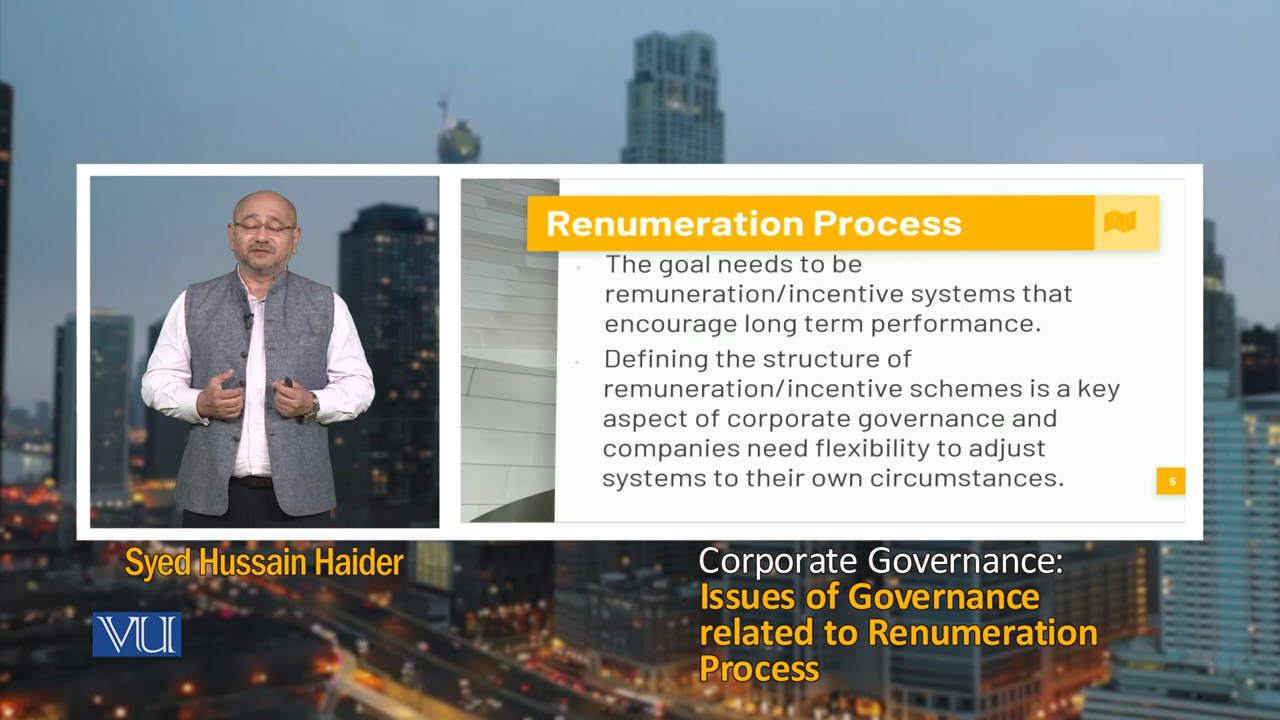 Renumeration Process
The goal needs to be
remuneration/incentive systems that
encourage long term performance.
Defining the structure of
remuneration/incentive schemes is a key
aspect of corporate governance and
companies need flexibility to adjust
systems to their own circumstances.
5
Syed Hussain Haider
VU
Corporate Governance:
Issues of Governance
related to Renumeration
Process